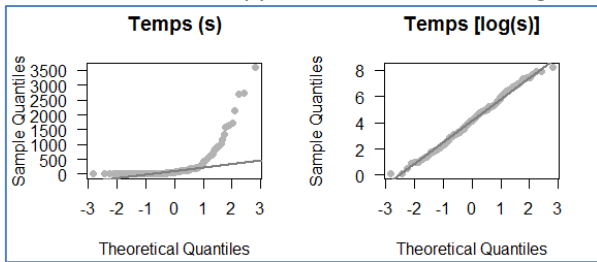 Temps (s)
Sample Quantiles
3500
3000
2500
2000
1500
1000
500
0
-3 -2 -1 0 1 2 3
Theoretical Quantiles
Temps [log(s)]
Sample Quantiles
8
6
4
2
0
-3 -2 -1 0 1 2 3
Theoretical Quantiles